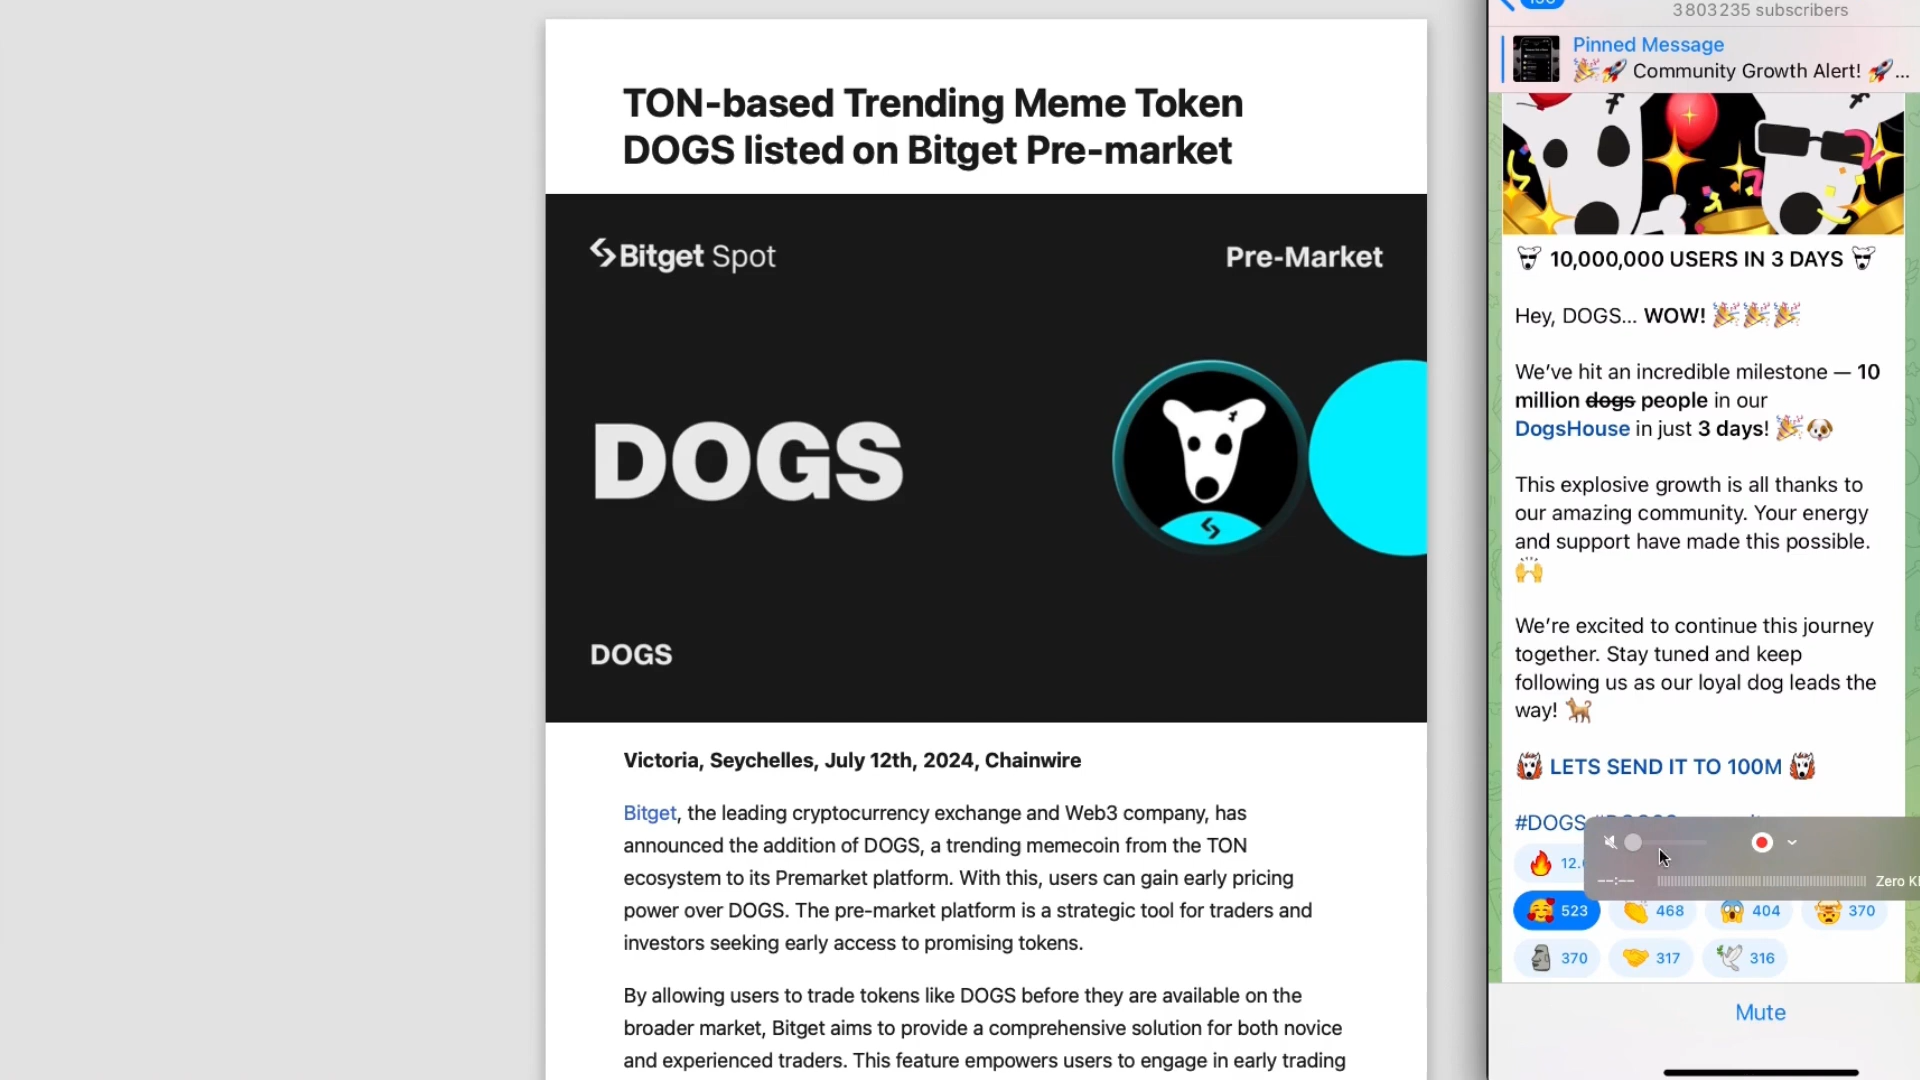 TON-based Trending Meme Token
DOGS listed on Bitget Pre-market
Bitget Spot
Pre-Market
DOGS
DOGS
Victoria, Seychelles, July 12th, 2024, Chainwire
Bitget, the leading cryptocurrency exchange and Web3 company, has
announced the addition of DOGS, a trending memecoin from the TON
ecosystem to its Premarket platform. With this, users can gain early pricing
power over DOGS. The pre-market platform is a strategic tool for traders and
investors seeking early access to promising tokens.
By allowing users to trade tokens like DOGS before they are available on the
broader market, Bitget aims to provide a comprehensive solution for both novice
and experienced traders. This feature empowers users to engage in early trading
3803235 subscribers
Pinned Message
🎉🚀 Community Growth Alert! 🚀...
10,000,000 USERS IN 3 DAYS
Hey, DOGS... WOW! 🎉🎉🎉
We’ve hit an incredible milestone — 10
million dogs people in our
DogsHouse in just 3 days! 🎉🐶
This explosive growth is all thanks to
our amazing community. Your energy
and support have made this possible.
🙌
We’re excited to continue this journey
together. Stay tuned and keep
following us as our loyal dog leads the
way! 🐕
LETS SEND IT TO 100M
#DOGS
🔥 12.
--:-- Zero
🥰 523 👏 468 😱 404 🤯 370
🗿 370 🤝 317 🕊 316
Mute